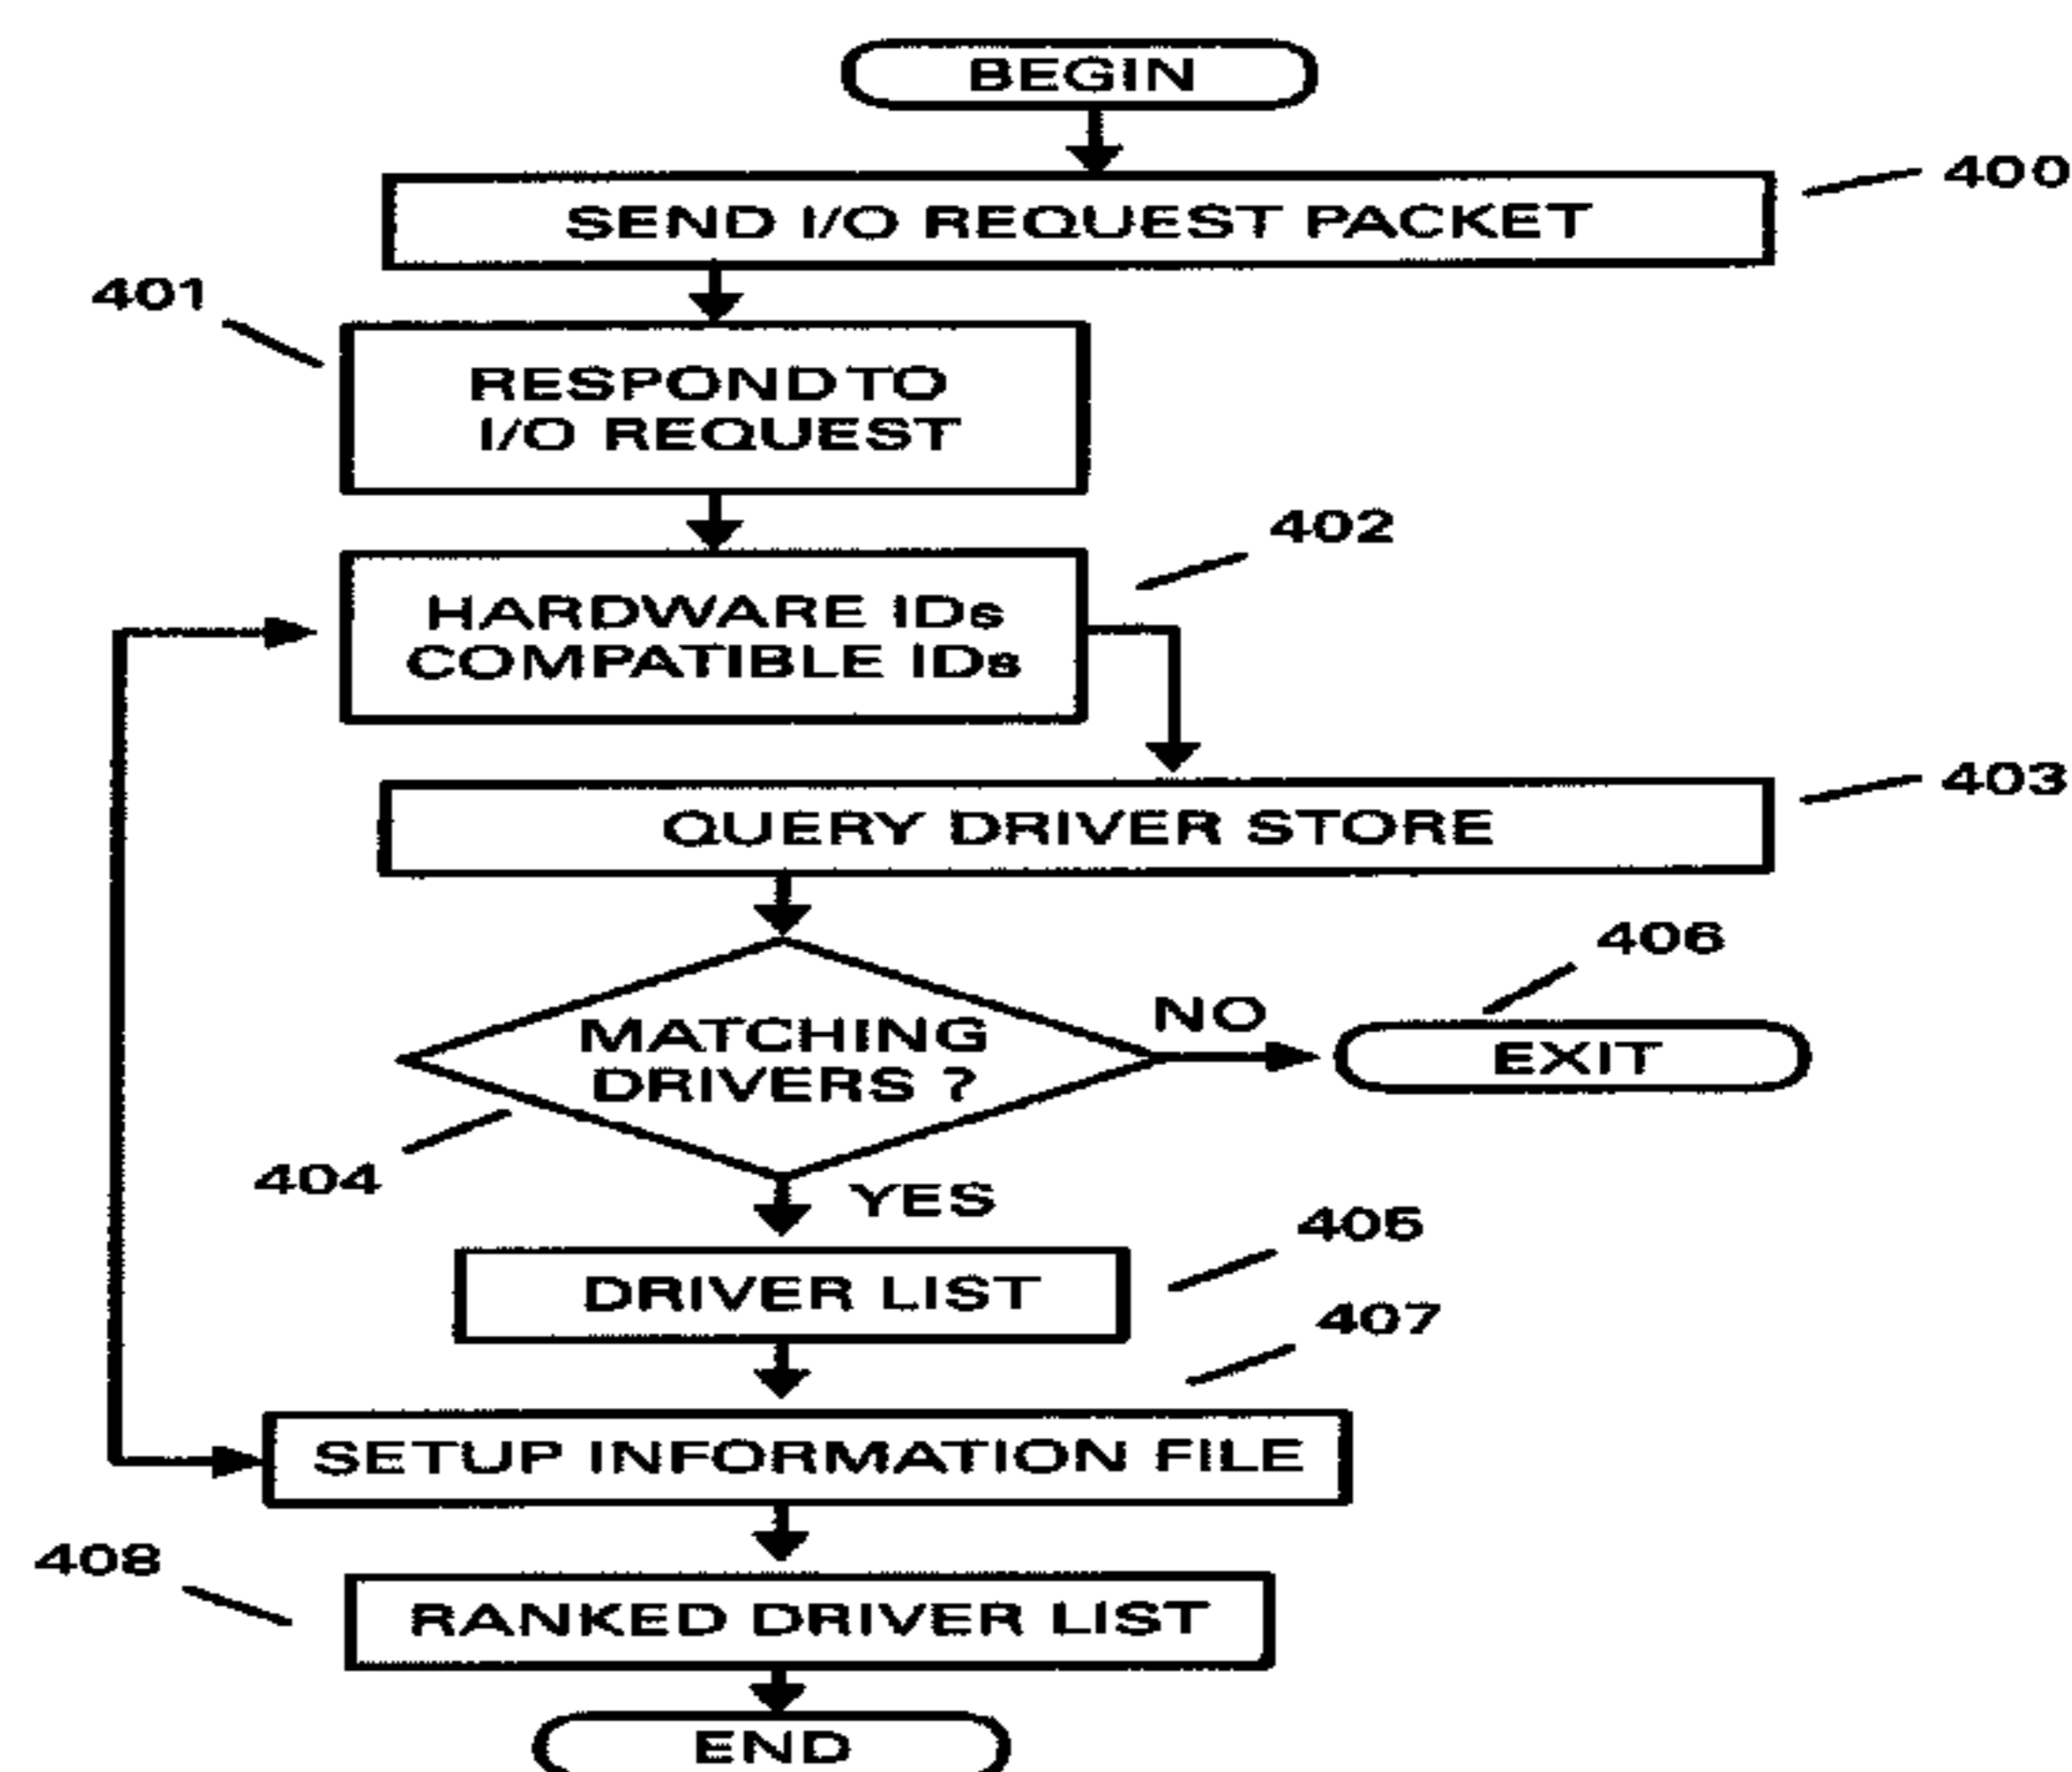 BEGIN
400
SEND I/O REQUEST PACKET
401
RESPOND TO
I/O REQUEST
402
HARDWARE IDs
COMPATIBLE IDs
403
QUERY DRIVER STORE
406
MATCHING
DRIVERS ?
NO
EXIT
404
YES
405
DRIVER LIST
407
SETUP INFORMATION FILE
408
RANKED DRIVER LIST
END